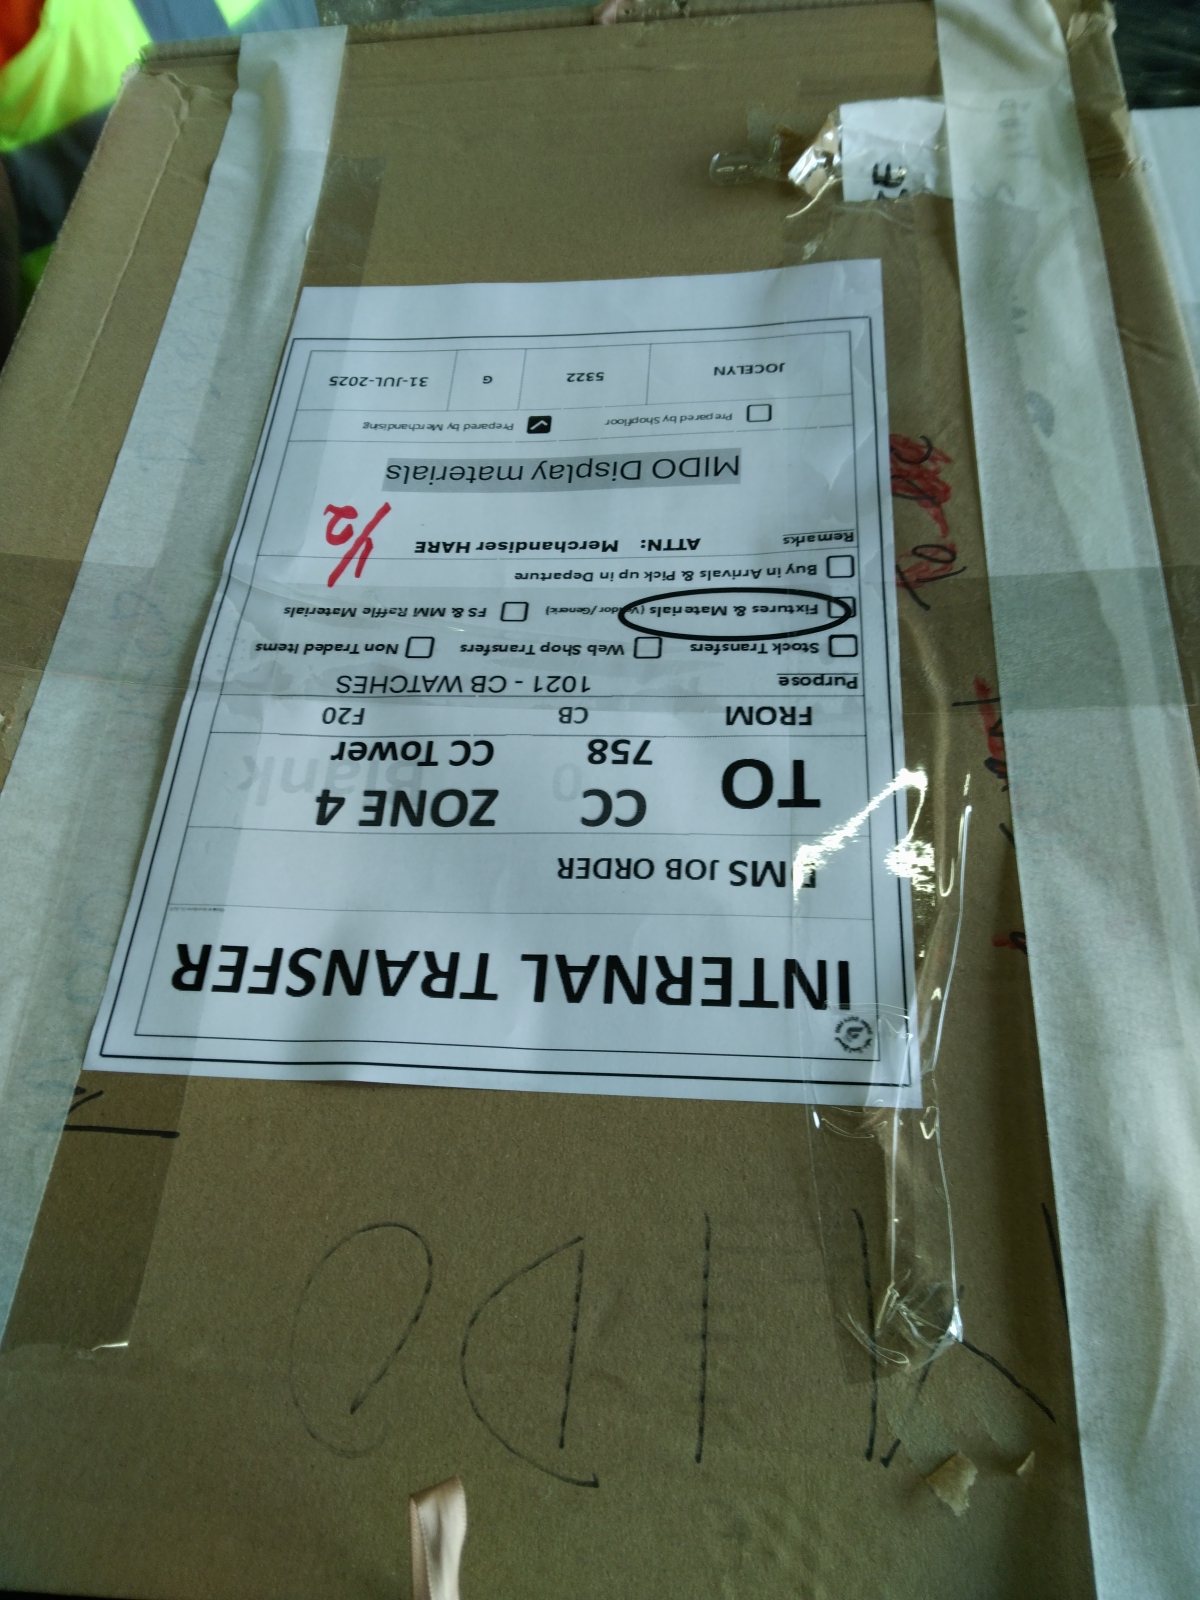 INTERNAL TRANSFER
MS JOB ORDER
TO CC ZONE 4
758 CC Tower
Blank
FROM CB F20
Purpose 1021 - CB WATCHES
Stock Transfers Web Shop Transfers Non Traded Items
Fixtures & Materials (Vendor/Generic) FS & MM Raffle Materials
Buy in Arrivals & Pick up in Departure
Remarks ATTN: Merchandiser HARE
1/2
MIDO Display materials
Prepared by Shopfloor Prepared by Merchandising
JOCELYN 5322 G 31-JUL-2025
MIDO
To